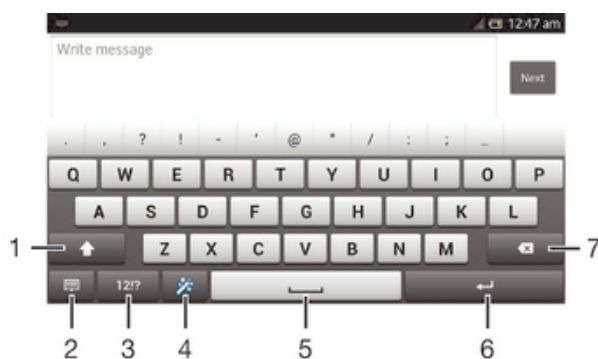 12:47 am
Write message
Next
. , ? ! - ' @ " / : ; _
Q W E R T Y U I O P
A S D F G H J K L
1 Z X C V B N M 7
12!?
2 3 4 5 6